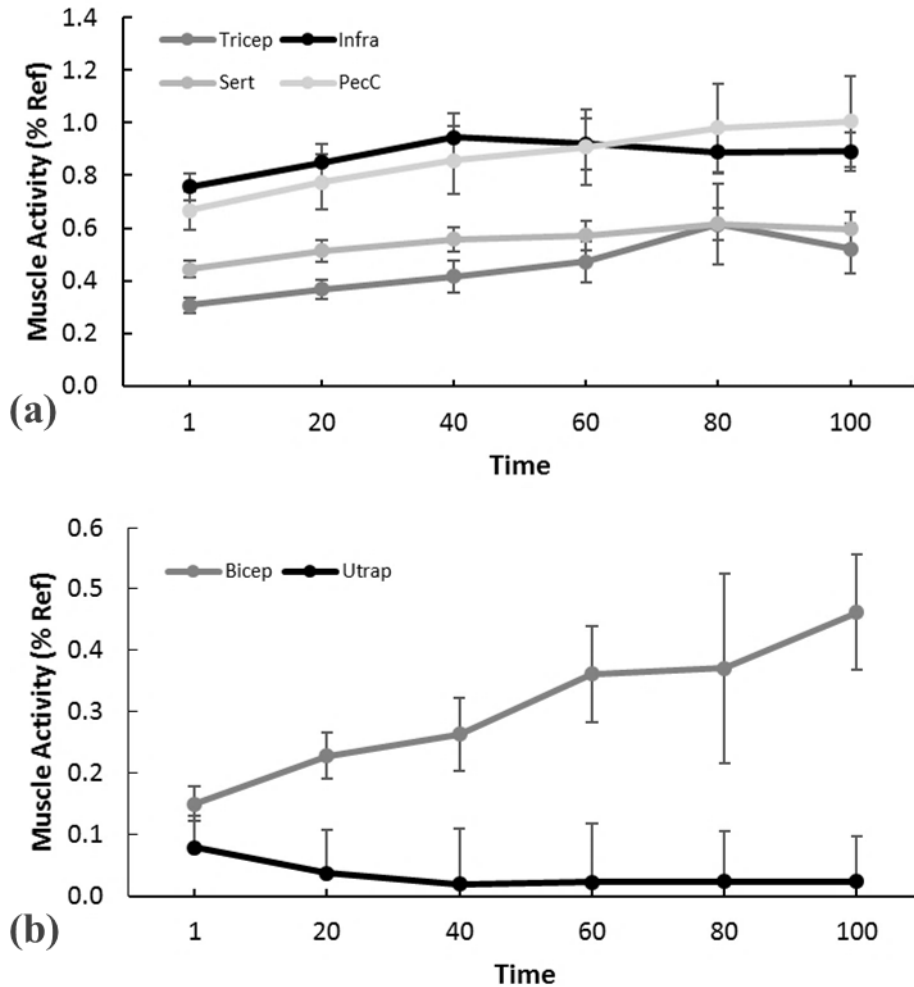 (a)
Tricep Infra
Sert PecC
Muscle Activity (% Ref)
1.4
1.2
1.0
0.8
0.6
0.4
0.2
0.0
1 20 40 60 80 100
Time
(b)
Bicep Utrap
Muscle Activity (% Ref)
0.6
0.5
0.4
0.3
0.2
0.1
0.0
1 20 40 60 80 100
Time